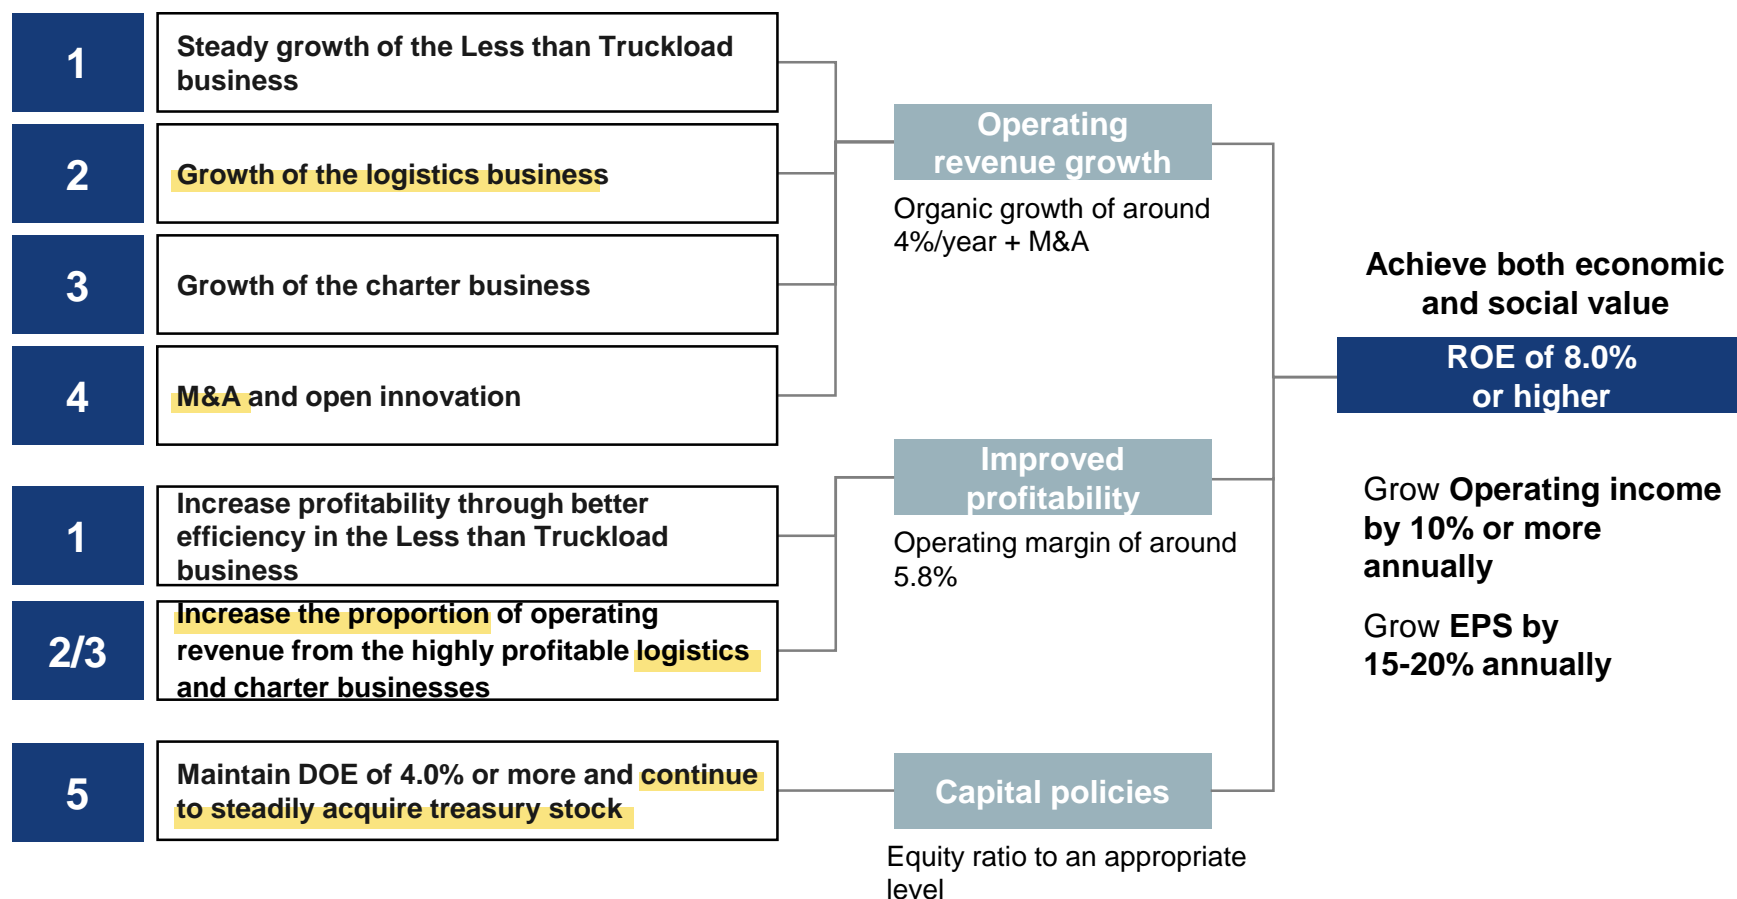 1
Steady growth of the Less than Truckload
business
2
Growth of the logistics business
3
Growth of the charter business
4
M&A and open innovation
Operating
revenue growth
Organic growth of around
4%/year + M&A
1
Increase profitability through better
efficiency in the Less than Truckload
business
2/3
Increase the proportion of operating
revenue from the highly profitable logistics
and charter businesses
Improved
profitability
Operating margin of around
5.8%
5
Maintain DOE of 4.0% or more and continue
to steadily acquire treasury stock
Capital policies
Equity ratio to an appropriate
level
Achieve both economic
and social value
ROE of 8.0%
or higher
Grow Operating income
by 10% or more
annually
Grow EPS by
15-20% annually